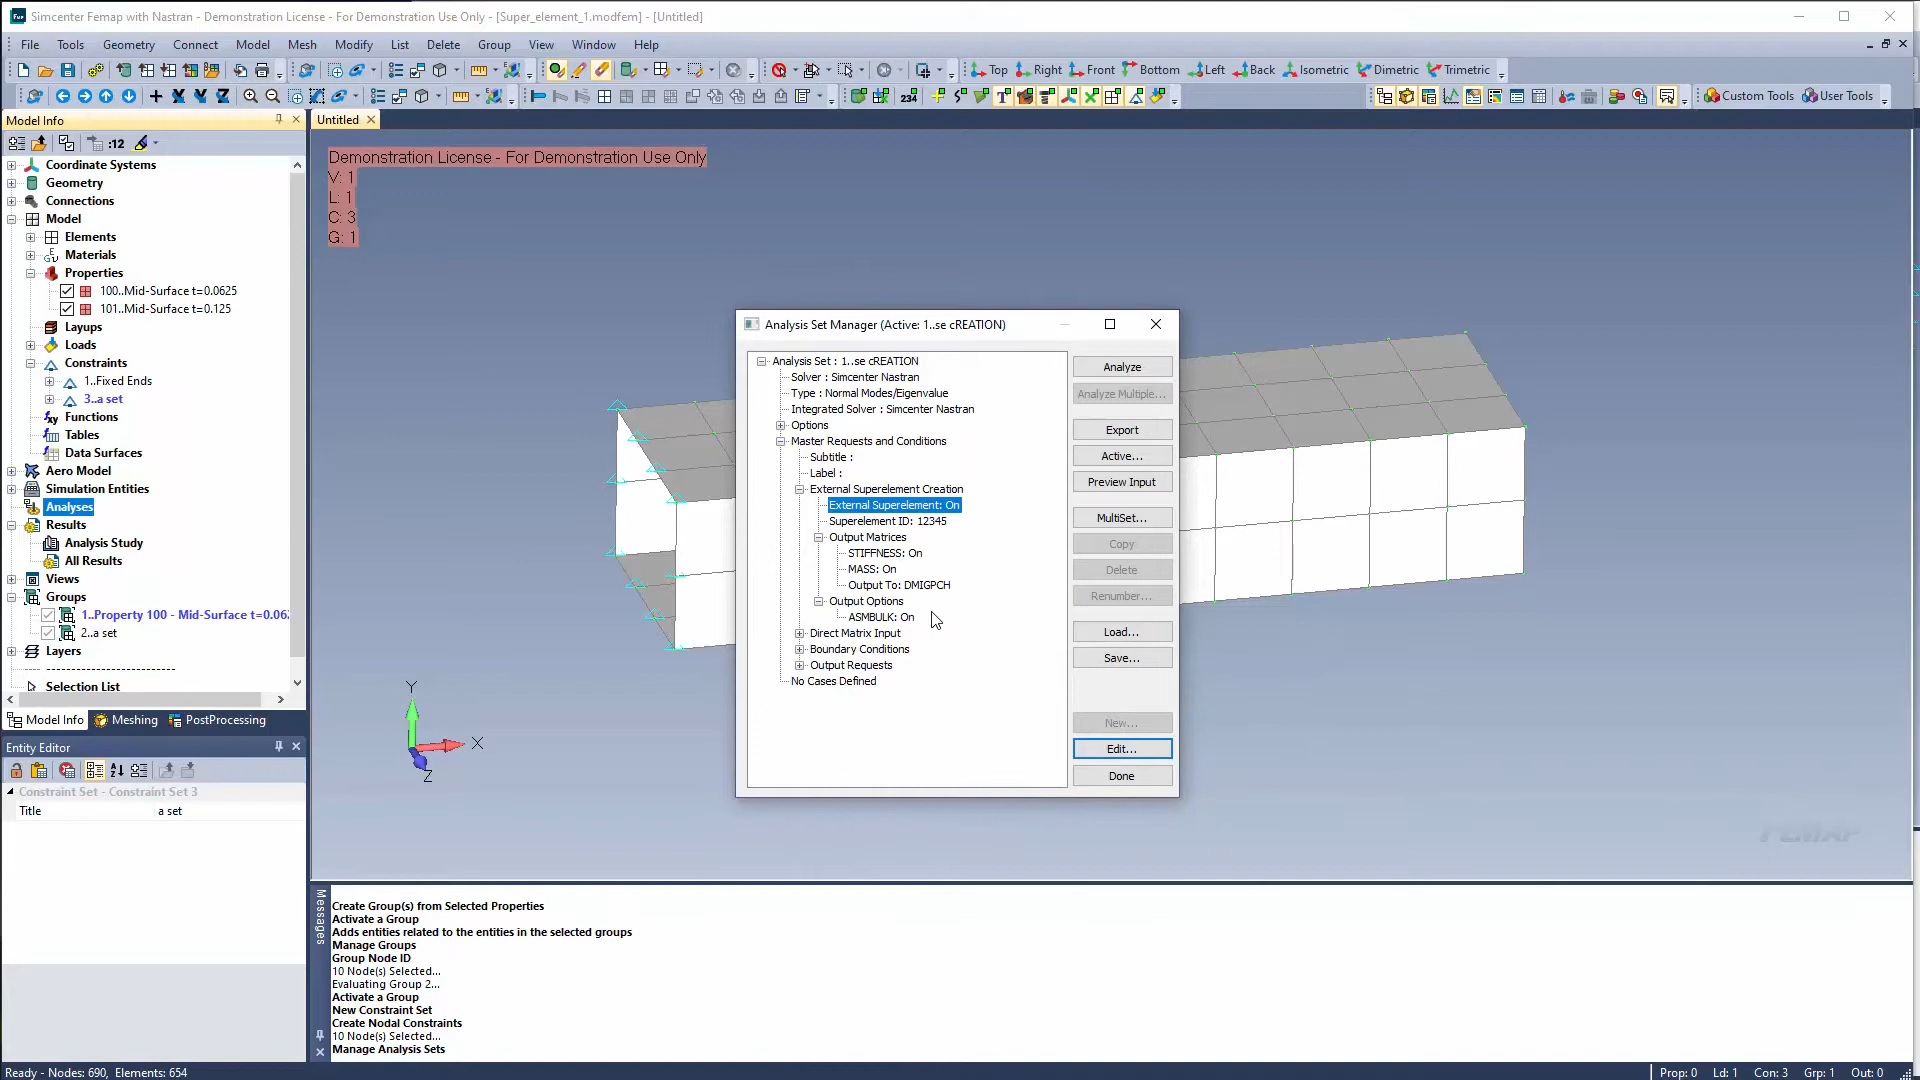 Simcenter Femap with Nastran - Demonstration License - For Demonstration Use Only - [Super_element_1.modfem] - [Untitled]
File Tools Geometry Connect Model Mesh Modify List Delete Group View Window Help
Top Right Front Bottom Left Back Isometric Dimetric Trimetric
234 Custom Tools User Tools
Model Info
:12
Coordinate Systems
Geometry
Connections
Model
Elements
Materials
Properties
100..Mid-Surface t=0.0625
101..Mid-Surface t=0.125
Layups
Loads
Constraints
1..Fixed Ends
3..a set
Functions
Tables
Data Surfaces
Aero Model
Simulation Entities
Analyses
Results
Analysis Study
All Results
Views
Groups
1..Property 100 - Mid-Surface t=0.06
2..a set
Layers
Selection List
Model Info Meshing PostProcessing
Entity Editor
Constraint Set - Constraint Set 3
Title a set
Untitled
Demonstration License - For Demonstration Use Only
V: 1
L: 1
C: 3
G: 1
Y
X
Z
FEMAP
Analysis Set Manager (Active: 1..se cREATION)
Analysis Set : 1..se cREATION
Solver : Simcenter Nastran
Type : Normal Modes/Eigenvalue
Integrated Solver : Simcenter Nastran
Options
Master Requests and Conditions
Subtitle :
Label :
External Superelement Creation
External Superelement: On
Superelement ID: 12345
Output Matrices
STIFFNESS: On
MASS: On
Output To: DMIGPCH
Output Options
ASMBULK: On
Direct Matrix Input
Boundary Conditions
Output Requests
No Cases Defined
Analyze
Analyze Multiple...
Export
Active...
Preview Input
MultiSet...
Copy
Delete
Renumber...
Load...
Save...
New...
Edit...
Done
Messages
Create Group(s) from Selected Properties
Activate a Group
Adds entities related to the entities in the selected groups
Manage Groups
Group Node ID
10 Node(s) Selected...
Evaluating Group 2...
Activate a Group
New Constraint Set
Create Nodal Constraints
10 Node(s) Selected...
Manage Analysis Sets
Ready - Nodes: 690, Elements: 654
Prop: 0 Ld: 1 Con: 3 Grp: 1 Out: 0